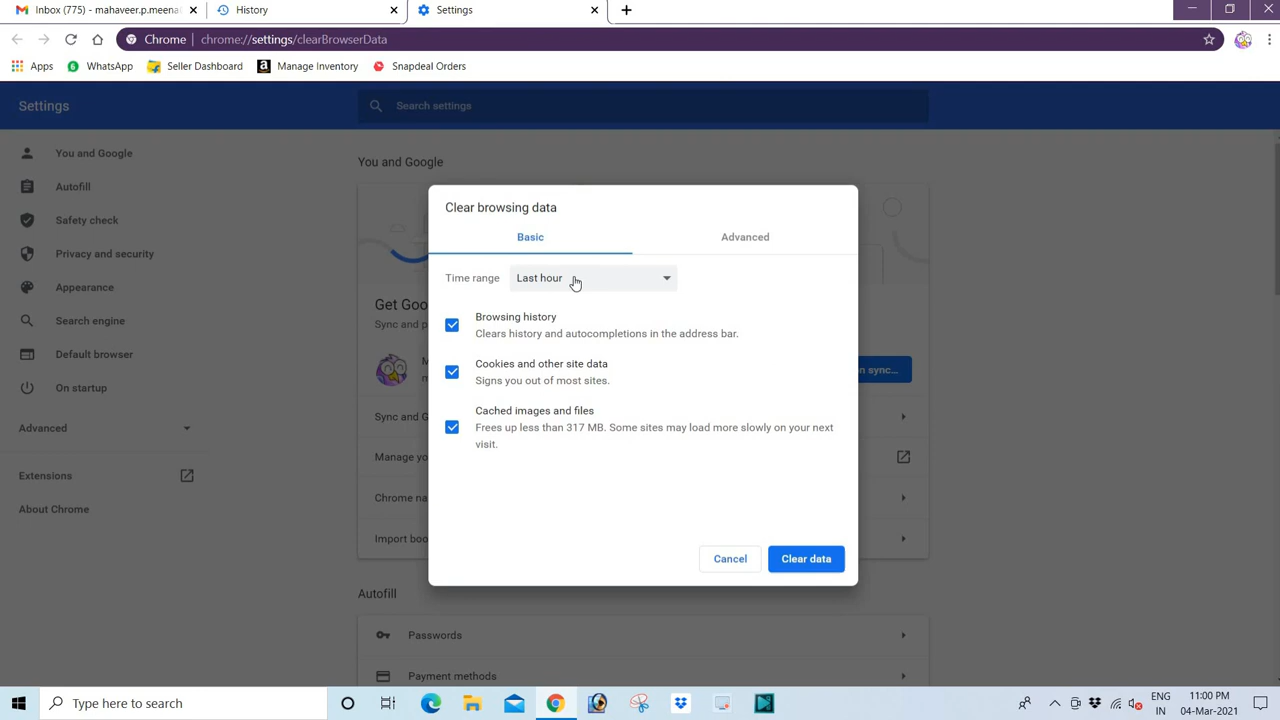 Inbox (775) - mahaveer.p.meena
History
Settings
Chrome
chrome://settings/clearBrowserData
Apps
WhatsApp
Seller Dashboard
Manage Inventory
Snapdeal Orders
Settings
Search settings
You and Google
Autofill
Safety check
Privacy and security
Appearance
Search engine
Default browser
On startup
Advanced
Extensions
About Chrome
You and Google
Get Goo
Sync and p
on sync...
Sync and G
Manage yo
Chrome na
Import boo
Autofill
Passwords
Payment methods
Clear browsing data
Basic
Advanced
Time range
Last hour
Browsing history
Clears history and autocompletions in the address bar.
Cookies and other site data
Signs you out of most sites.
Cached images and files
Frees up less than 317 MB. Some sites may load more slowly on your next
visit.
Cancel
Clear data
Type here to search
ENG
IN
11:00 PM
04-Mar-2021